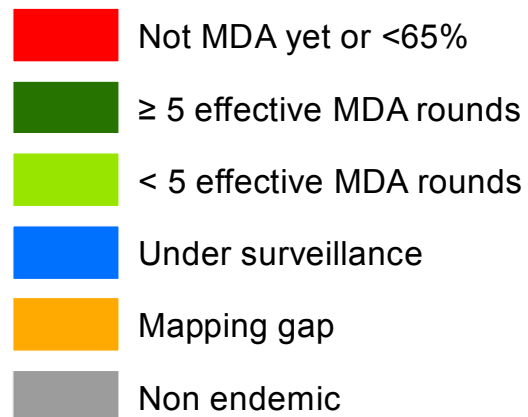 Not MDA yet or <65%
≥ 5 effective MDA rounds
< 5 effective MDA rounds
Under surveillance
Mapping gap
Non endemic